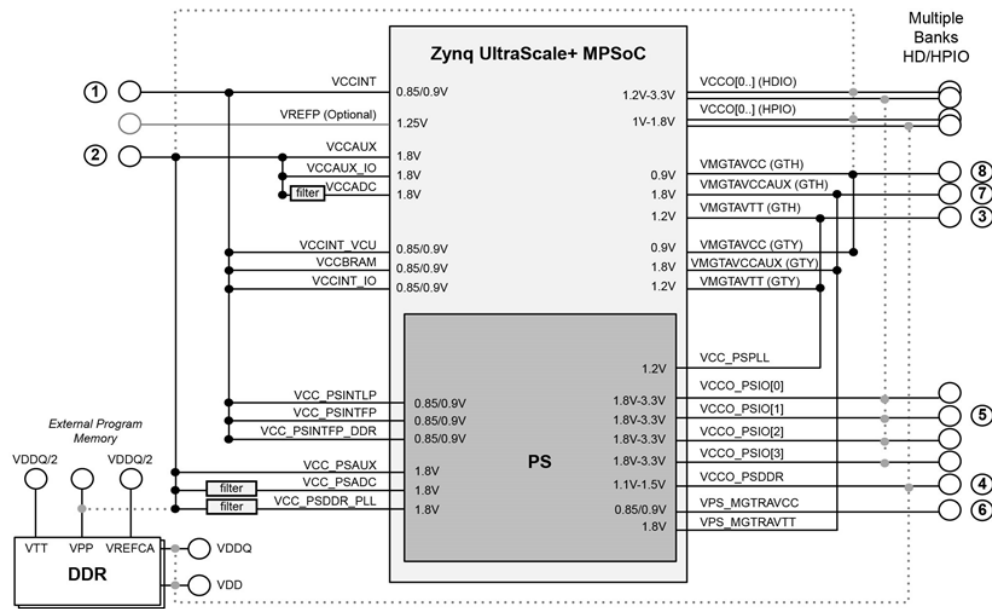 Multiple
Banks
HD/HPIO
Zynq UltraScale+ MPSoC
1
VCCINT
0.85/0.9V
VREFP (Optional)
1.25V
2
VCCAUX
1.8V
VCCAUX_IO
1.8V
filter
VCCADC
1.8V
VCCINT_VCU
0.85/0.9V
VCCBRAM
0.85/0.9V
VCCINT_IO
0.85/0.9V
1.2V-3.3V
VCCO[0..] (HDIO)
1V-1.8V
VCCO[0..] (HPIO)
0.9V
VMGTAVCC (GTH)
8
1.8V
VMGTAVCCAUX (GTH)
7
1.2V
VMGTAVTT (GTH)
3
0.9V
VMGTAVCC (GTY)
1.8V
VMGTAVCCAUX (GTY)
1.2V
VMGTAVTT (GTY)
PS
VCC_PSINTLP
0.85/0.9V
VCC_PSINTFP
0.85/0.9V
VCC_PSINTFP_DDR
0.85/0.9V
VCC_PSAUX
1.8V
filter
VCC_PSADC
1.8V
filter
VCC_PSDDR_PLL
1.8V
1.2V
VCC_PSPLL
1.8V-3.3V
VCCO_PSIO[0]
1.8V-3.3V
VCCO_PSIO[1]
5
1.8V-3.3V
VCCO_PSIO[2]
1.8V-3.3V
VCCO_PSIO[3]
1.1V-1.5V
VCCO_PSDDR
4
0.85/0.9V
VPS_MGTRAVCC
6
1.8V
VPS_MGTRAVTT
External Program
Memory
VDDQ/2
VDDQ/2
VTT
VPP
VREFCA
DDR
VDDQ
VDD